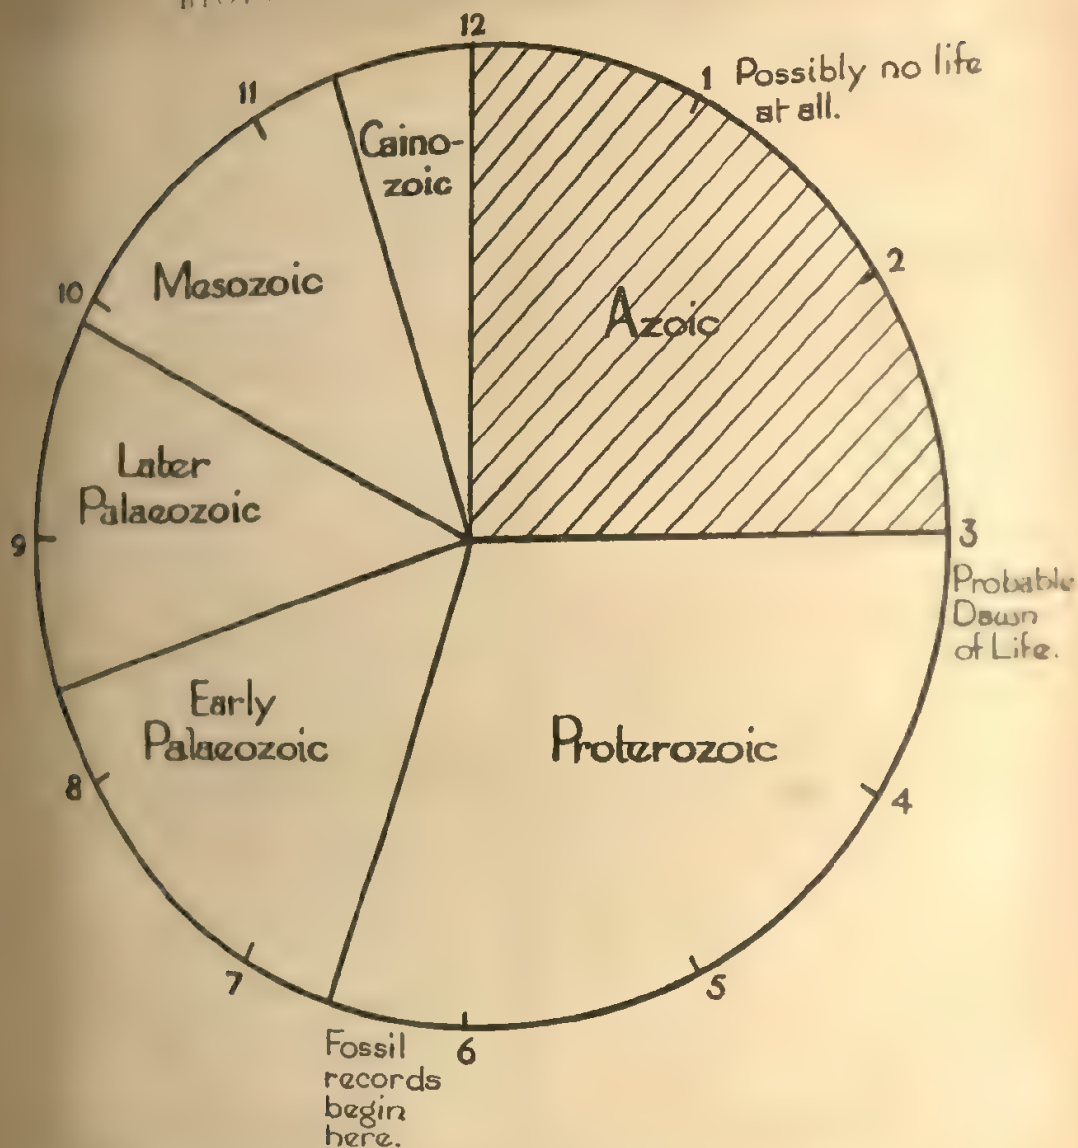 12
1 Possibly no life
at all.
2
3
Probable
Dawn
of Life.
4
5
6
Fossil
records
begin
here.
7
8
9
10
11
Azoic
Proterozoic
Early
Palaeozoic
Later
Palaeozoic
Mesozoic
Caino-
zoic